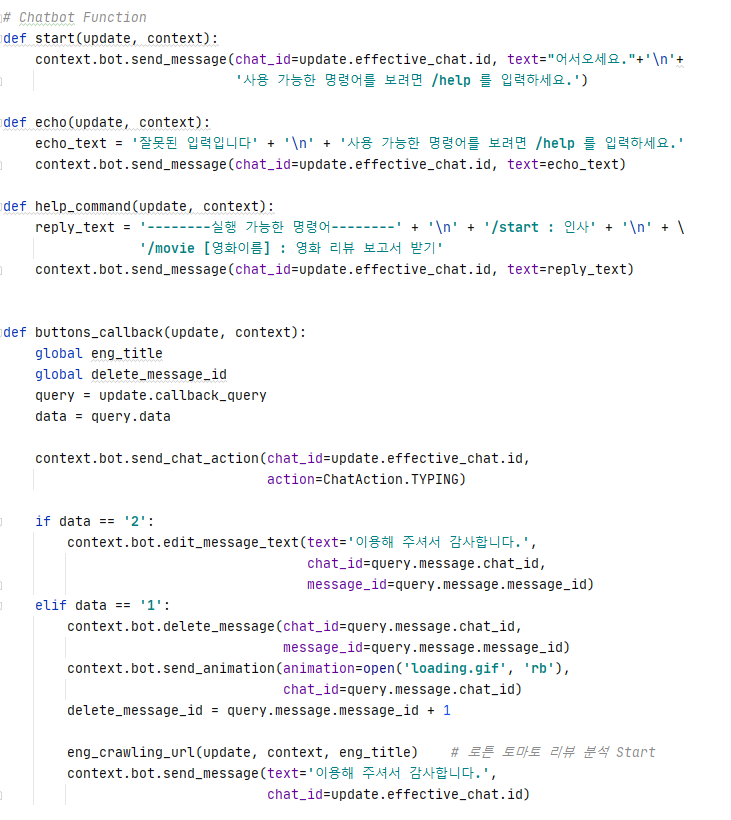 # Chatbot Function
def start(update, context):
    context.bot.send_message(chat_id=update.effective_chat.id, text="어서오세요."+'\n'+
                             '사용 가능한 명령어를 보려면 /help 를 입력하세요.')

def echo(update, context):
    echo_text = '잘못된 입력입니다' + '\n' + '사용 가능한 명령어를 보려면 /help 를 입력하세요.'
    context.bot.send_message(chat_id=update.effective_chat.id, text=echo_text)

def help_command(update, context):
    reply_text = '--------실행 가능한 명령어--------' + '\n' + '/start : 인사' + '\n' + \
                 '/movie [영화이름] : 영화 리뷰 보고서 받기'
    context.bot.send_message(chat_id=update.effective_chat.id, text=reply_text)


def buttons_callback(update, context):
    global eng_title
    global delete_message_id
    query = update.callback_query
    data = query.data

    context.bot.send_chat_action(chat_id=update.effective_chat.id,
                                 action=ChatAction.TYPING)

    if data == '2':
        context.bot.edit_message_text(text='이용해 주셔서 감사합니다.',
                                      chat_id=query.message.chat_id,
                                      message_id=query.message.message_id)
    elif data == '1':
        context.bot.delete_message(chat_id=query.message.chat_id,
                                   message_id=query.message.message_id)
        context.bot.send_animation(animation=open('loading.gif', 'rb'),
                                   chat_id=query.message.chat_id)
        delete_message_id = query.message.message_id + 1

        eng_crawling_url(update, context, eng_title)    # 로튼 토마토 리뷰 분석 Start
        context.bot.send_message(text='이용해 주셔서 감사합니다.',
                                 chat_id=update.effective_chat.id)